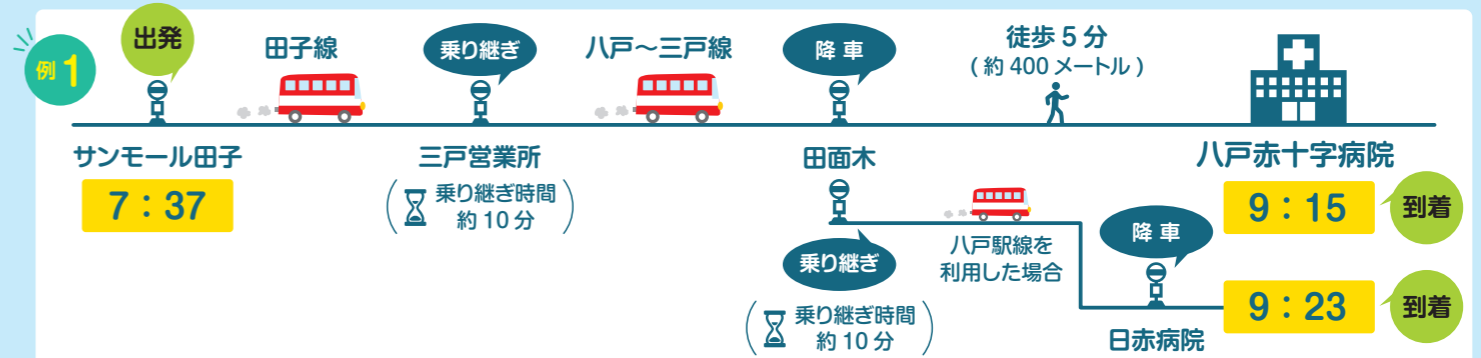 例1
出発
田子線
乗り継ぎ
八戸～三戸線
降車
徒歩5分
(約400メートル)
サンモール田子
7：37
三戸営業所
乗り継ぎ時間
約10分
田面木
八戸赤十字病院
9：15
到着
乗り継ぎ
乗り継ぎ時間
約10分
八戸駅線を
利用した場合
降車
日赤病院
9：23
到着